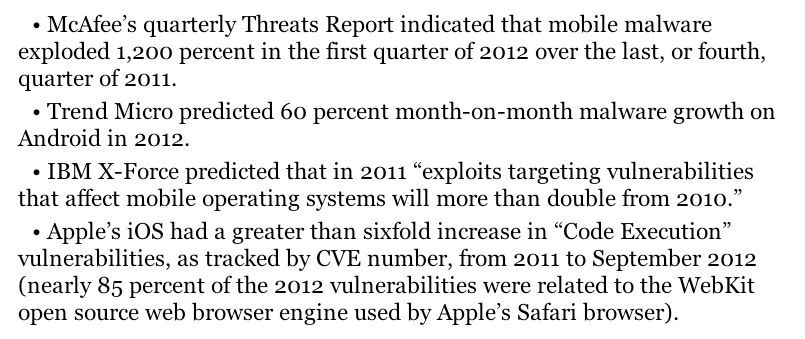 • McAfee’s quarterly Threats Report indicated that mobile malware
exploded 1,200 percent in the first quarter of 2012 over the last, or fourth,
quarter of 2011.
• Trend Micro predicted 60 percent month-on-month malware growth on
Android in 2012.
• IBM X-Force predicted that in 2011 “exploits targeting vulnerabilities
that affect mobile operating systems will more than double from 2010.”
• Apple’s iOS had a greater than sixfold increase in “Code Execution”
vulnerabilities, as tracked by CVE number, from 2011 to September 2012
(nearly 85 percent of the 2012 vulnerabilities were related to the WebKit
open source web browser engine used by Apple’s Safari browser).